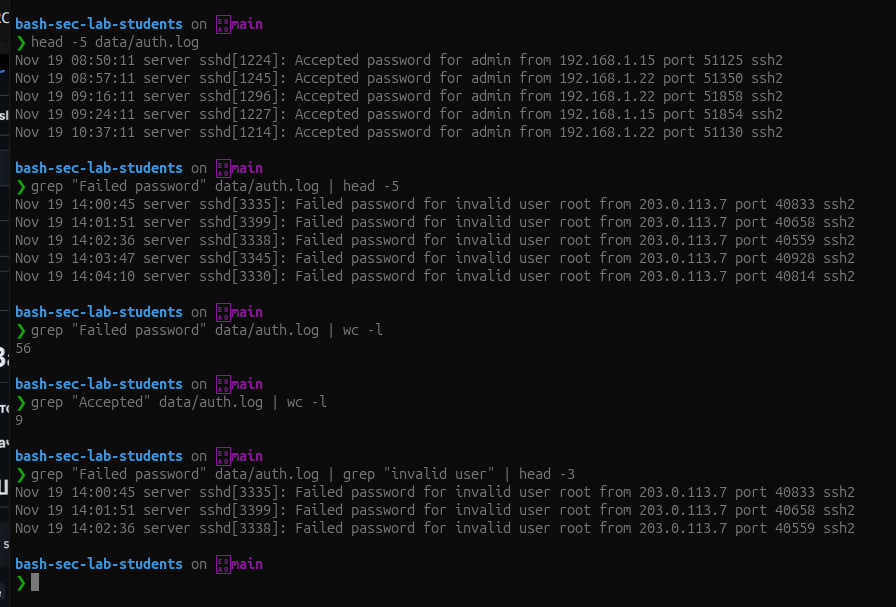 bash-sec-lab-students on main
❯ head -5 data/auth.log
Nov 19 08:50:11 server sshd[1224]: Accepted password for admin from 192.168.1.15 port 51125 ssh2
Nov 19 08:57:11 server sshd[1245]: Accepted password for admin from 192.168.1.22 port 51350 ssh2
Nov 19 09:16:11 server sshd[1296]: Accepted password for admin from 192.168.1.22 port 51858 ssh2
Nov 19 09:24:11 server sshd[1227]: Accepted password for admin from 192.168.1.15 port 51854 ssh2
Nov 19 10:37:11 server sshd[1214]: Accepted password for admin from 192.168.1.22 port 51130 ssh2
bash-sec-lab-students on main
❯ grep "Failed password" data/auth.log | head -5
Nov 19 14:00:45 server sshd[3335]: Failed password for invalid user root from 203.0.113.7 port 40833 ssh2
Nov 19 14:01:51 server sshd[3399]: Failed password for invalid user root from 203.0.113.7 port 40658 ssh2
Nov 19 14:02:36 server sshd[3338]: Failed password for invalid user root from 203.0.113.7 port 40559 ssh2
Nov 19 14:03:47 server sshd[3345]: Failed password for invalid user root from 203.0.113.7 port 40928 ssh2
Nov 19 14:04:10 server sshd[3330]: Failed password for invalid user root from 203.0.113.7 port 40814 ssh2
bash-sec-lab-students on main
❯ grep "Failed password" data/auth.log | wc -l
56
bash-sec-lab-students on main
❯ grep "Accepted" data/auth.log | wc -l
9
bash-sec-lab-students on main
❯ grep "Failed password" data/auth.log | grep "invalid user" | head -3
Nov 19 14:00:45 server sshd[3335]: Failed password for invalid user root from 203.0.113.7 port 40833 ssh2
Nov 19 14:01:51 server sshd[3399]: Failed password for invalid user root from 203.0.113.7 port 40658 ssh2
Nov 19 14:02:36 server sshd[3338]: Failed password for invalid user root from 203.0.113.7 port 40559 ssh2
bash-sec-lab-students on main
❯